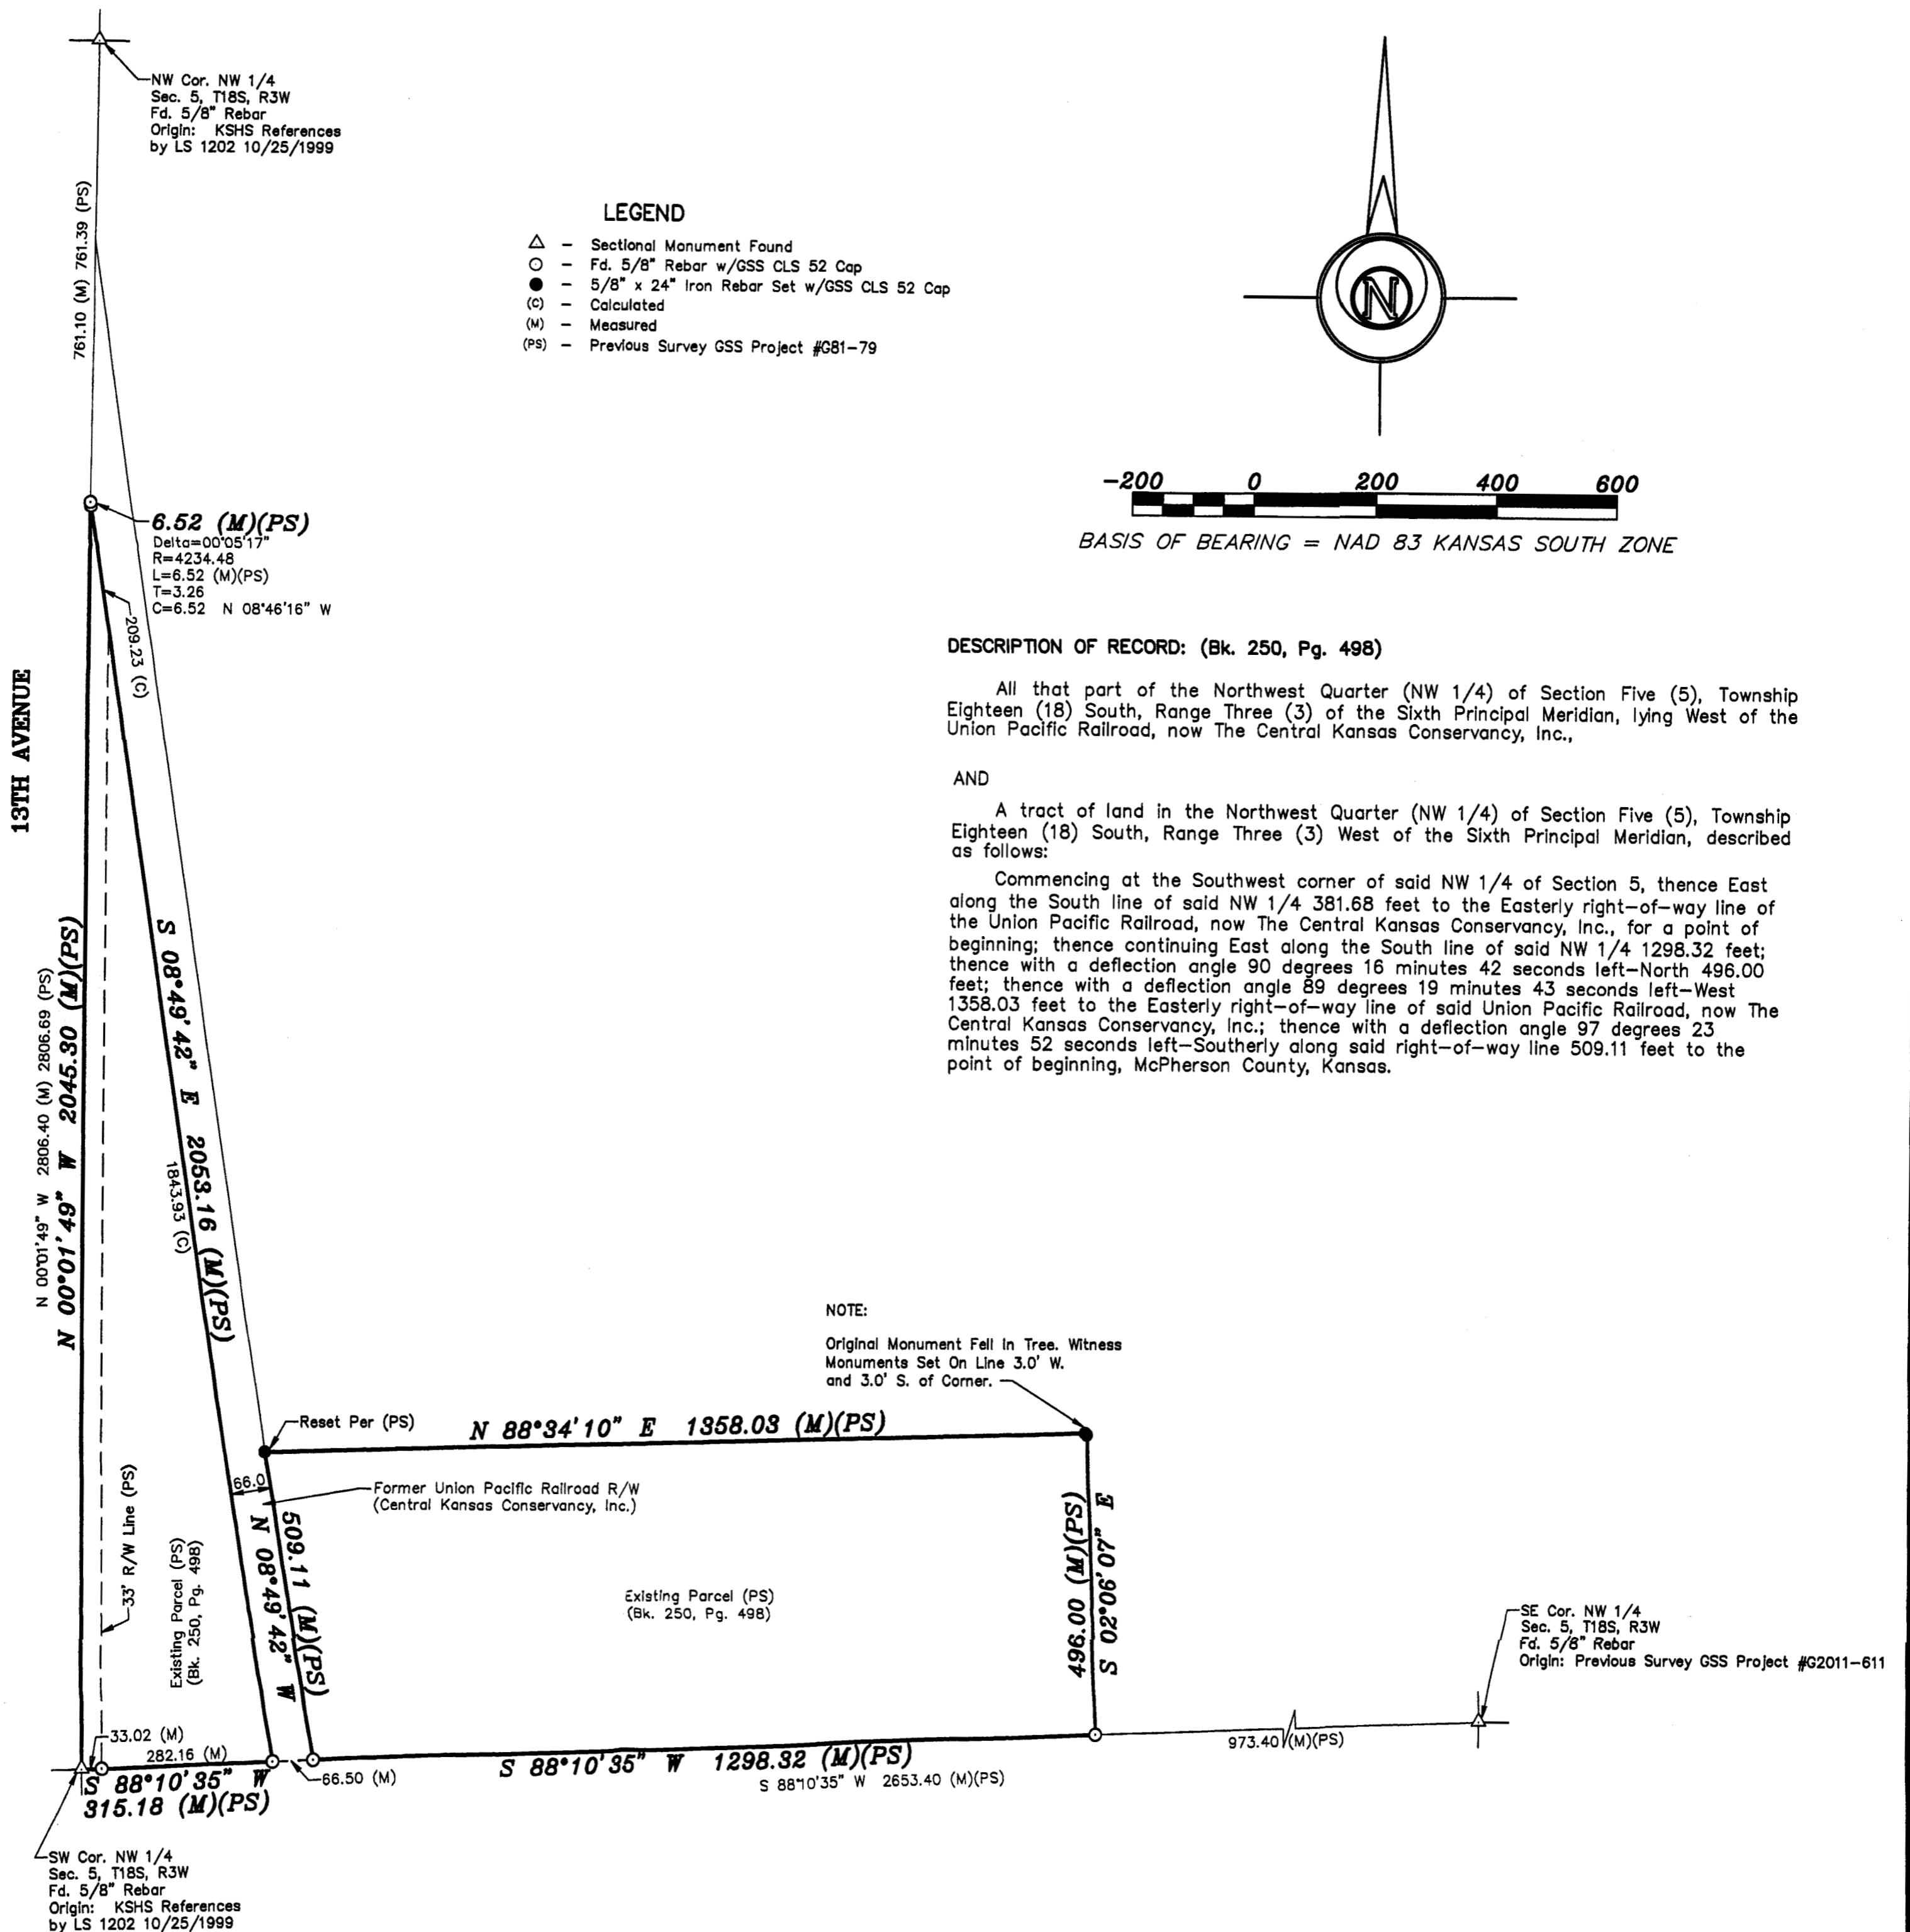 NW Cor. NW 1/4
Sec. 5, T18S, R3W
Fd. 5/8" Rebar
Origin: KSHS References
by LS 1202 10/25/1999
761.10 (M) 761.39 (PS)
LEGEND
△ – Sectional Monument Found
⊙ – Fd. 5/8" Rebar w/GSS CLS 52 Cap
● – 5/8" x 24" Iron Rebar Set w/GSS CLS 52 Cap
(C) – Calculated
(M) – Measured
(PS) – Previous Survey GSS Project #G81-79
N
-200 0 200 400 600
BASIS OF BEARING = NAD 83 KANSAS SOUTH ZONE
6.52 (M)(PS)
Delta=00°05'17"
R=4234.48
L=6.52 (M)(PS)
T=3.26
C=6.52 N 08°46'16" W
209.23 (C)
13TH AVENUE
DESCRIPTION OF RECORD: (Bk. 250, Pg. 498)
All that part of the Northwest Quarter (NW 1/4) of Section Five (5), Township
Eighteen (18) South, Range Three (3) of the Sixth Principal Meridian, lying West of the
Union Pacific Railroad, now The Central Kansas Conservancy, Inc.,
AND
A tract of land in the Northwest Quarter (NW 1/4) of Section Five (5), Township
Eighteen (18) South, Range Three (3) West of the Sixth Principal Meridian, described
as follows:
Commencing at the Southwest corner of said NW 1/4 of Section 5, thence East
along the South line of said NW 1/4 381.68 feet to the Easterly right-of-way line of
the Union Pacific Railroad, now The Central Kansas Conservancy, Inc., for a point of
beginning; thence continuing East along the South line of said NW 1/4 1298.32 feet;
thence with a deflection angle 90 degrees 16 minutes 42 seconds left-North 496.00
feet; thence with a deflection angle 89 degrees 19 minutes 43 seconds left-West
1358.03 feet to the Easterly right-of-way line of said Union Pacific Railroad, now The
Central Kansas Conservancy, Inc.; thence with a deflection angle 97 degrees 23
minutes 52 seconds left-Southerly along said right-of-way line 509.11 feet to the
point of beginning, McPherson County, Kansas.
N 00°01'49" W 2806.40 (M) 2806.69 (PS)
N 00°01'49" W 2045.30 (M)(PS)
S 08°49'42" E 2053.16 (M)(PS)
1843.93 (C)
NOTE:
Original Monument Fell In Tree. Witness
Monuments Set On Line 3.0' W.
and 3.0' S. of Corner.
Reset Per (PS)
N 88°34'10" E 1358.03 (M)(PS)
66.0
Former Union Pacific Railroad R/W
(Central Kansas Conservancy, Inc.)
33' R/W Line (PS)
Existing Parcel (PS)
(Bk. 250, Pg. 498)
N 08°49'42" W
509.11 (M)(PS)
Existing Parcel (PS)
(Bk. 250, Pg. 498)
496.00 (M)(PS)
S 02°06'07" E
SE Cor. NW 1/4
Sec. 5, T18S, R3W
Fd. 5/8" Rebar
Origin: Previous Survey GSS Project #G2011-611
33.02 (M)
282.16 (M)
66.50 (M)
S 88°10'35" W 1298.32 (M)(PS)
973.40 (M)(PS)
S 88°10'35" W 2653.40 (M)(PS)
S 88°10'35" W
315.18 (M)(PS)
SW Cor. NW 1/4
Sec. 5, T18S, R3W
Fd. 5/8" Rebar
Origin: KSHS References
by LS 1202 10/25/1999